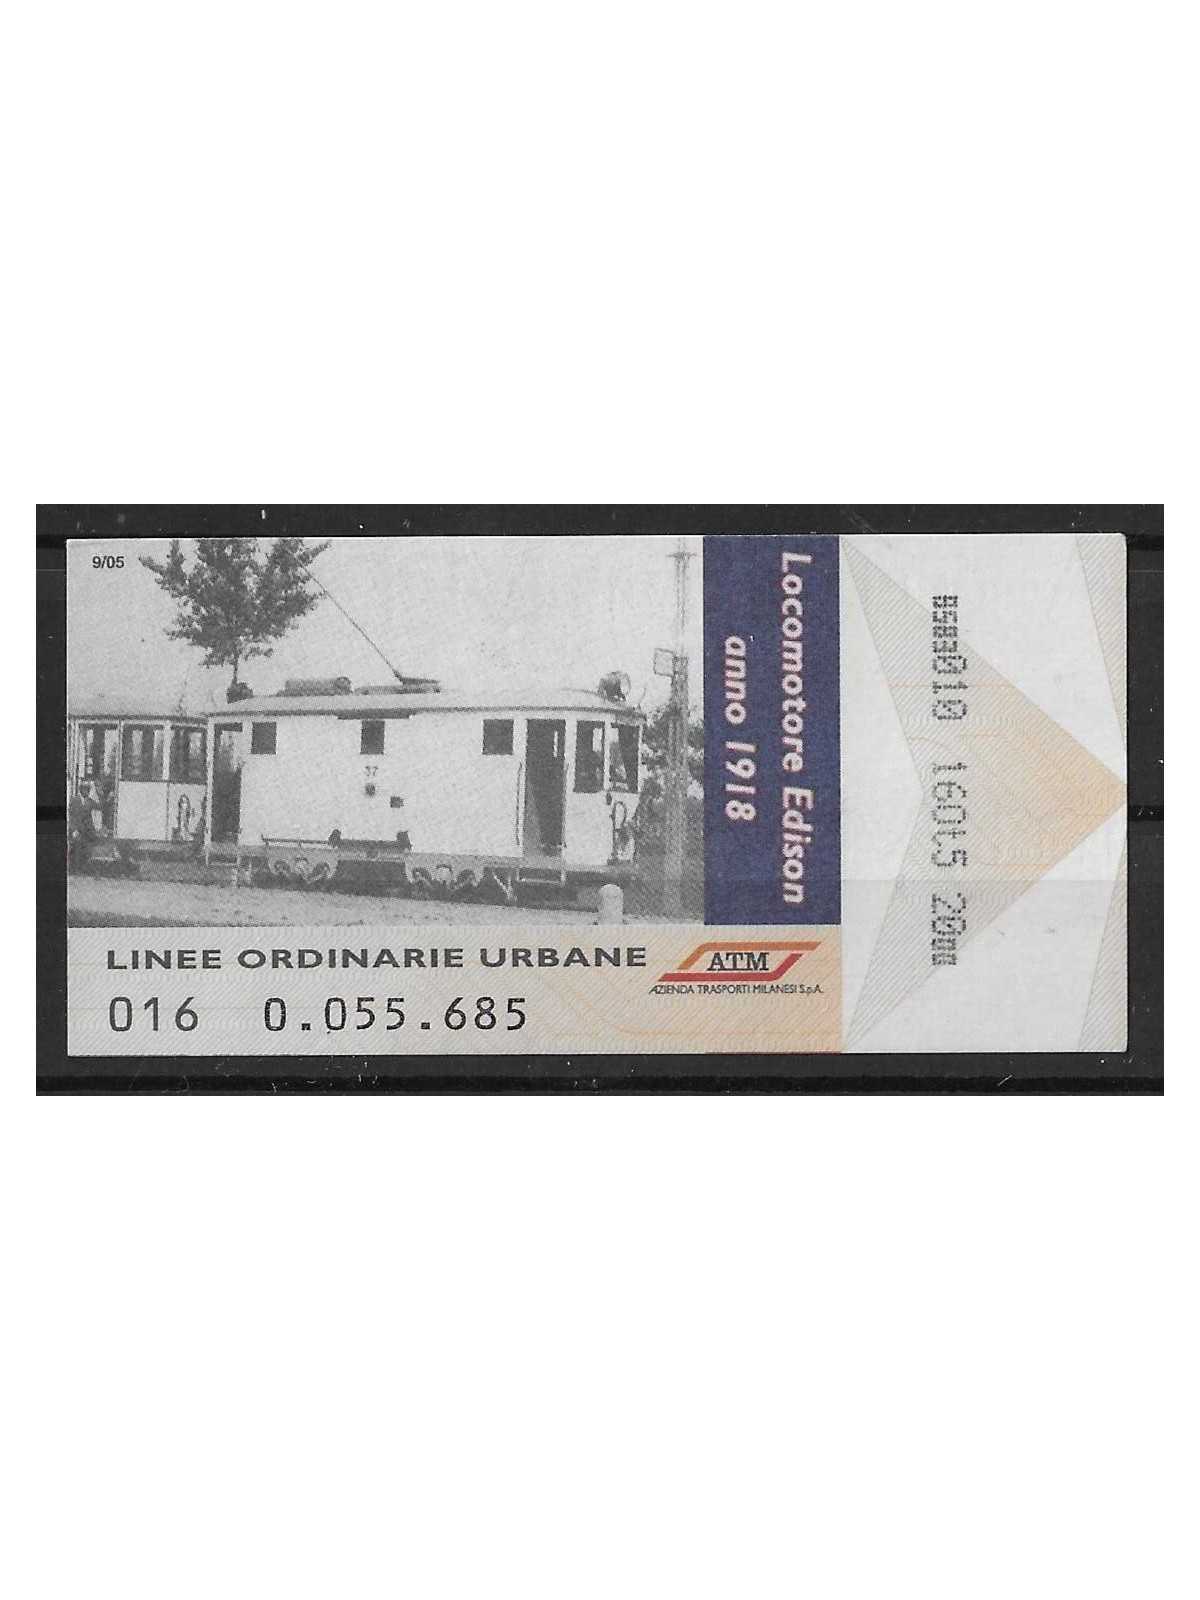 9/05
37
Locomotore Edison
anno 1918
LINEE ORDINARIE URBANE
ATM
AZIENDA TRASPORTI MILANESI S.p.A.
016 0.055.685